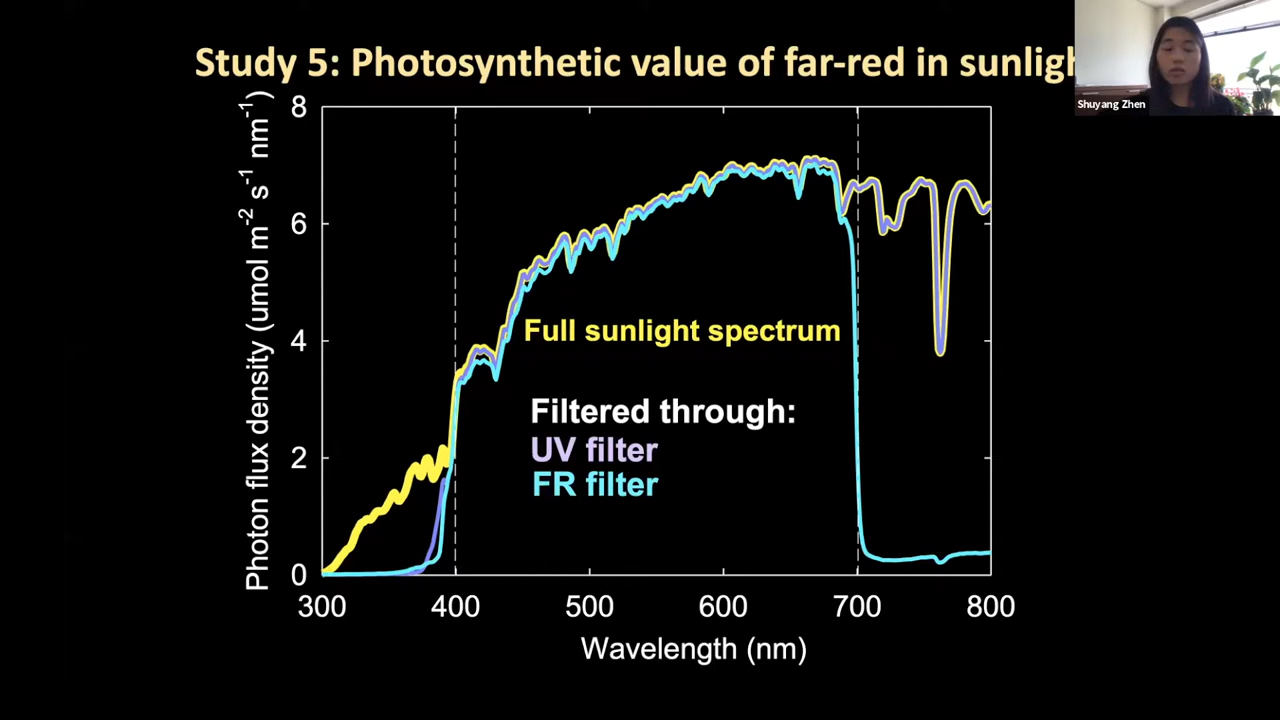 Study 5: Photosynthetic value of far-red in sunligh
Shuyang Zhen
Photon flux density (umol m-2 s-1 nm-1)
8
6
4
2
0
Full sunlight spectrum
Filtered through:
UV filter
FR filter
300 400 500 600 700 800
Wavelength (nm)